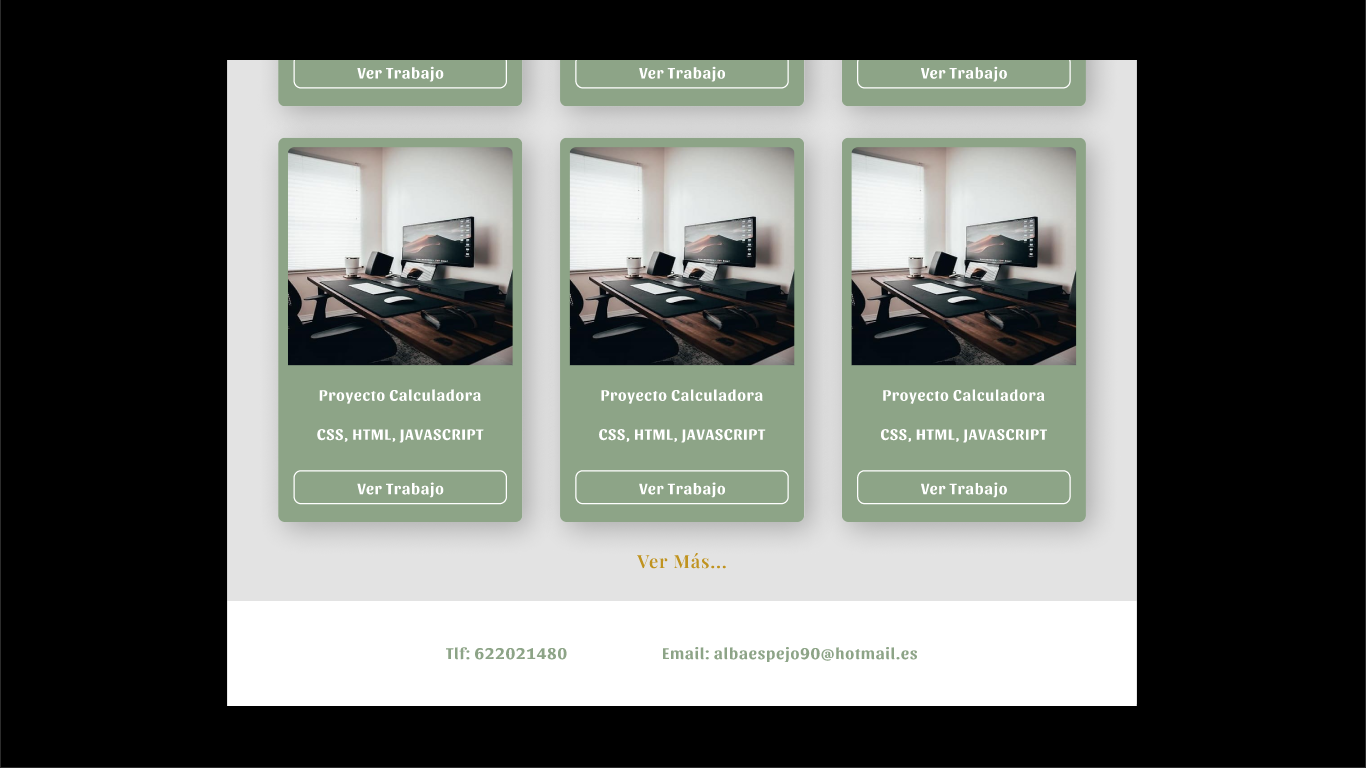 Ver Trabajo Ver Trabajo Ver Trabajo
Proyecto Calculadora Proyecto Calculadora Proyecto Calculadora
CSS, HTML, JAVASCRIPT CSS, HTML, JAVASCRIPT CSS, HTML, JAVASCRIPT
Ver Trabajo Ver Trabajo Ver Trabajo
Ver Más...
Tlf: 622021480 Email: albaespejo90@hotmail.es